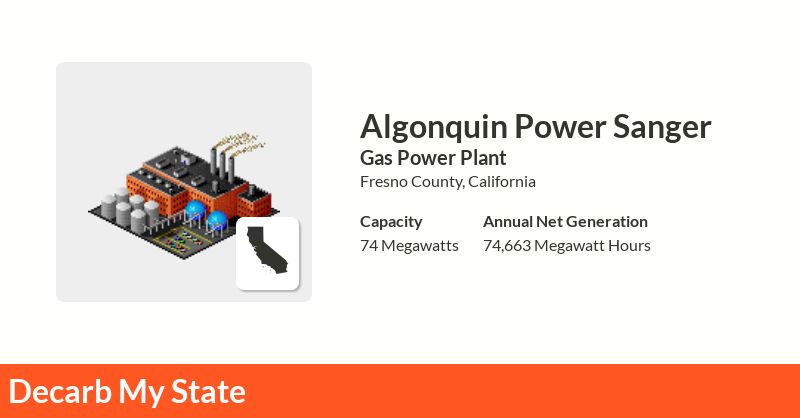 Algonquin Power Sanger
Gas Power Plant
Fresno County, California
Capacity
74 Megawatts
Annual Net Generation
74,663 Megawatt Hours
Decarb My State